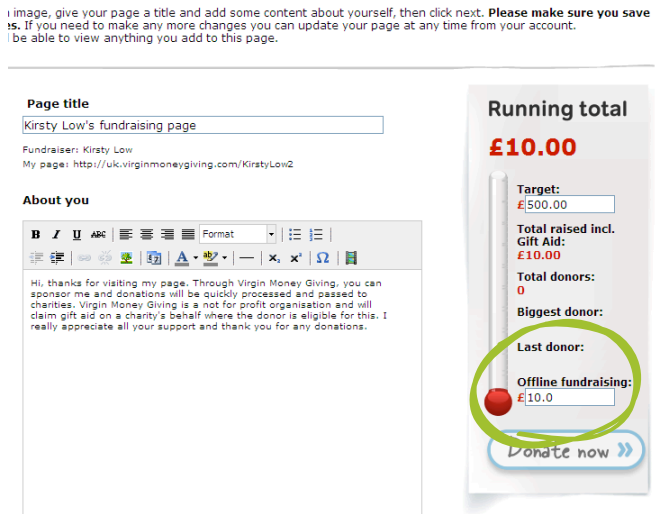 image, give your page a title and add some content about yourself, then click next. Please make sure you save
es. If you need to make any more changes you can update your page at any time from your account.
be able to view anything you add to this page.
Page title
Kirsty Low's fundraising page
Fundraiser: Kirsty Low
My page: http://uk.virginmoneygiving.com/KirstyLow2
About you
B I U ABC Format
A ab x₂ x² Ω
Hi, thanks for visiting my page. Through Virgin Money Giving, you can
sponsor me and donations will be quickly processed and passed to
charities. Virgin Money Giving is a not for profit organisation and will
claim gift aid on a charity's behalf where the donor is eligible for this. I
really appreciate all your support and thank you for any donations.
Running total
£10.00
Target:
£500.00
Total raised incl.
Gift Aid:
£10.00
Total donors:
0
Biggest donor:
Last donor:
Offline fundraising:
£10.0
Donate now »